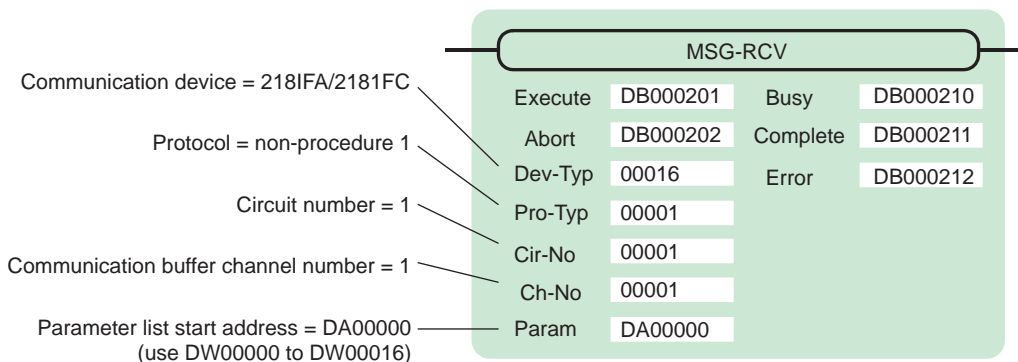 MSG-RCV
Communication device = 218IFA/2181FC
Execute DB000201 Busy DB000210
Protocol = non-procedure 1
Abort DB000202 Complete DB000211
Dev-Typ 00016 Error DB000212
Circuit number = 1
Pro-Typ 00001
Cir-No 00001
Communication buffer channel number = 1
Ch-No 00001
Parameter list start address = DA00000
(use DW00000 to DW00016)
Param DA00000